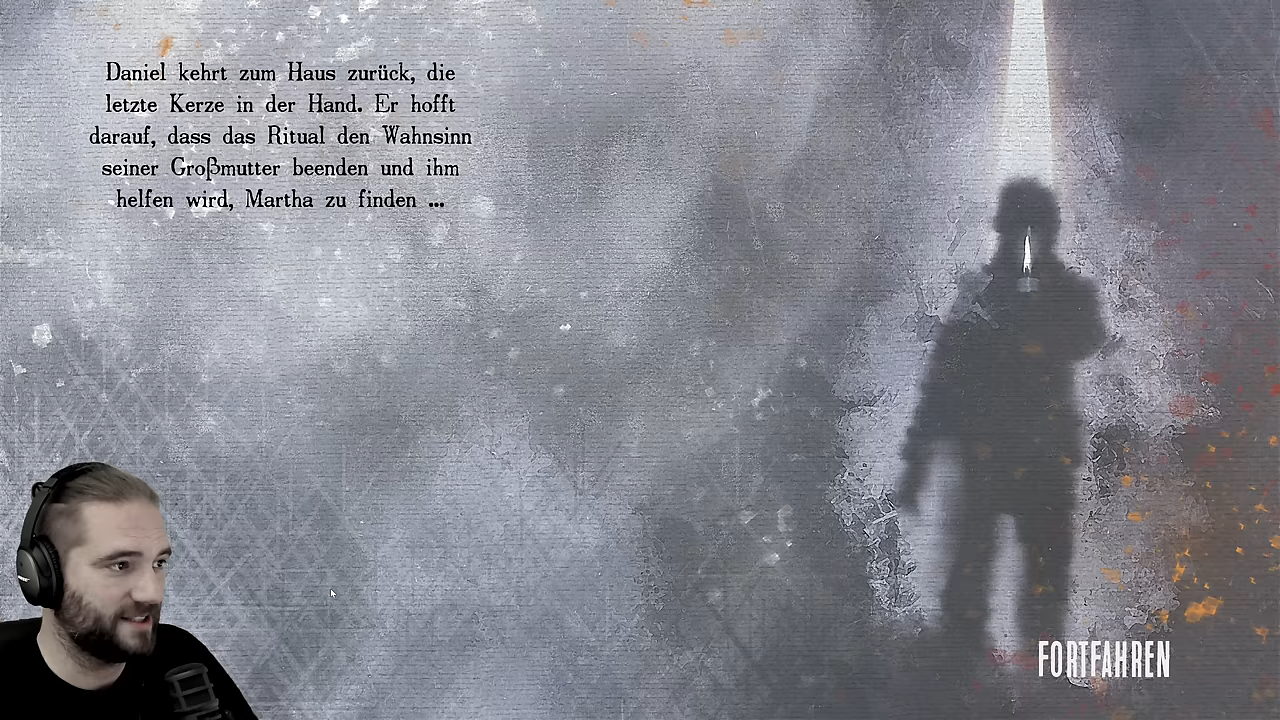 Daniel kehrt zum Haus zurück, die
letzte Kerze in der Hand. Er hofft
darauf, dass das Ritual den Wahnsinn
seiner Großmutter beenden und ihm
helfen wird, Martha zu finden ...
FORTFAHREN